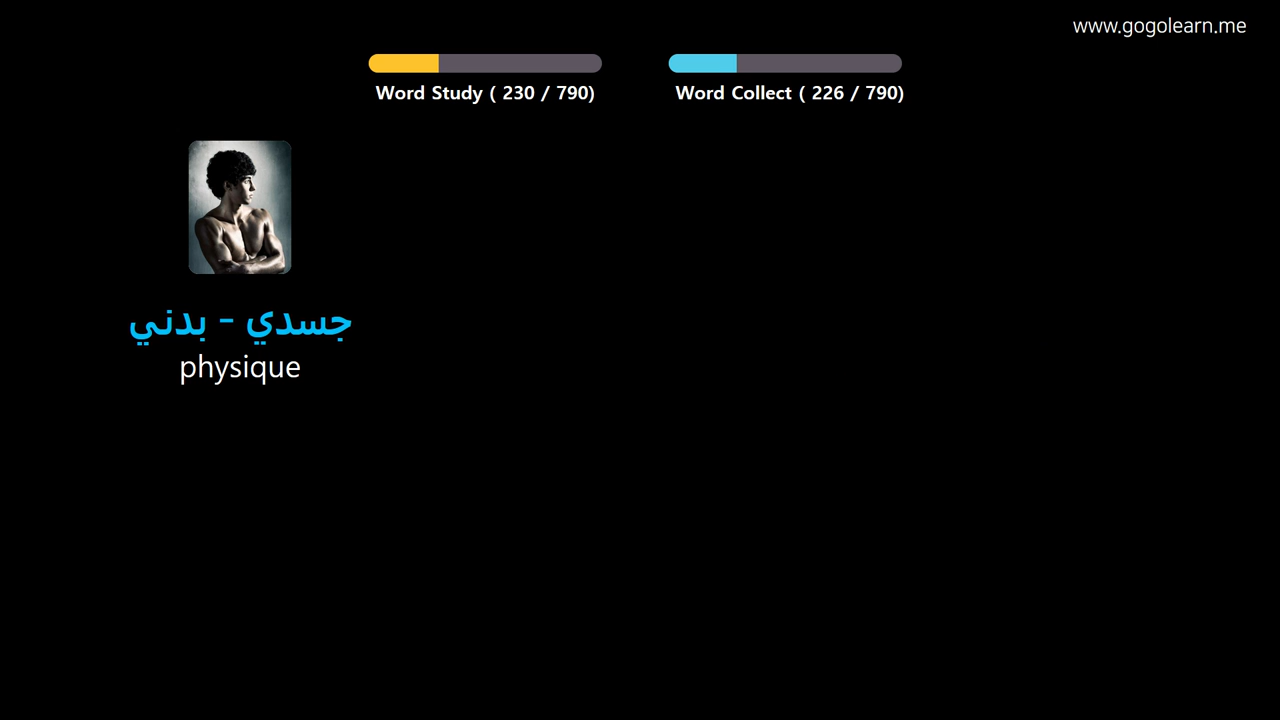 www.gogolearn.me
Word Study ( 230 / 790)
Word Collect ( 226 / 790)
جسدي - بدني
physique